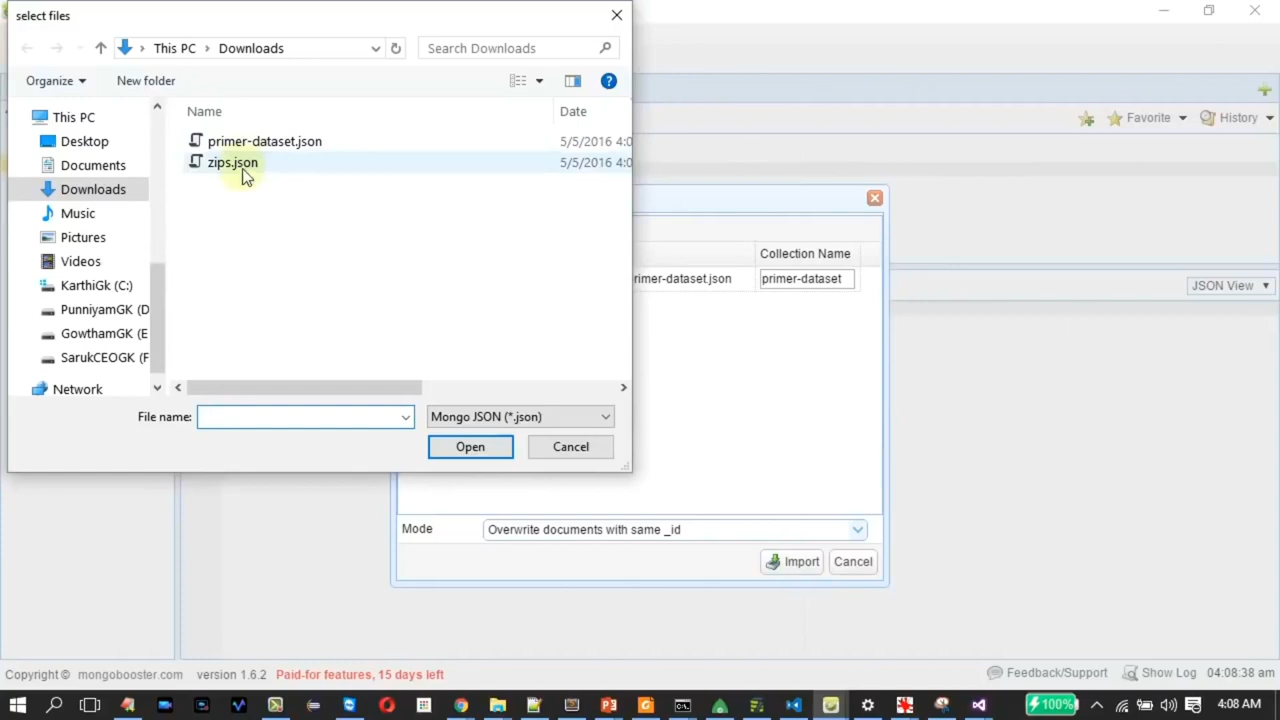 select files
This PC
Downloads
Search Downloads
Organize
New folder
Name
Date
This PC
Desktop
Documents
Downloads
Music
Pictures
Videos
KarthiGk (C:)
PunniyamGK (D
GowthamGK (E
SarukCEOGK (F
Network
primer-dataset.json
5/5/2016 4:0
zips.json
5/5/2016 4:0
File name:
Mongo JSON (*.json)
Open
Cancel
Favorite
History
Collection Name
rimer-dataset.json
primer-dataset
JSON View
Mode
Overwrite documents with same _id
Import
Cancel
Copyright© mongobooster.com version 1.6.2 Paid-for features, 15 days left
Feedback/Support
Show Log
04:08:38 am
100%
4:08 AM